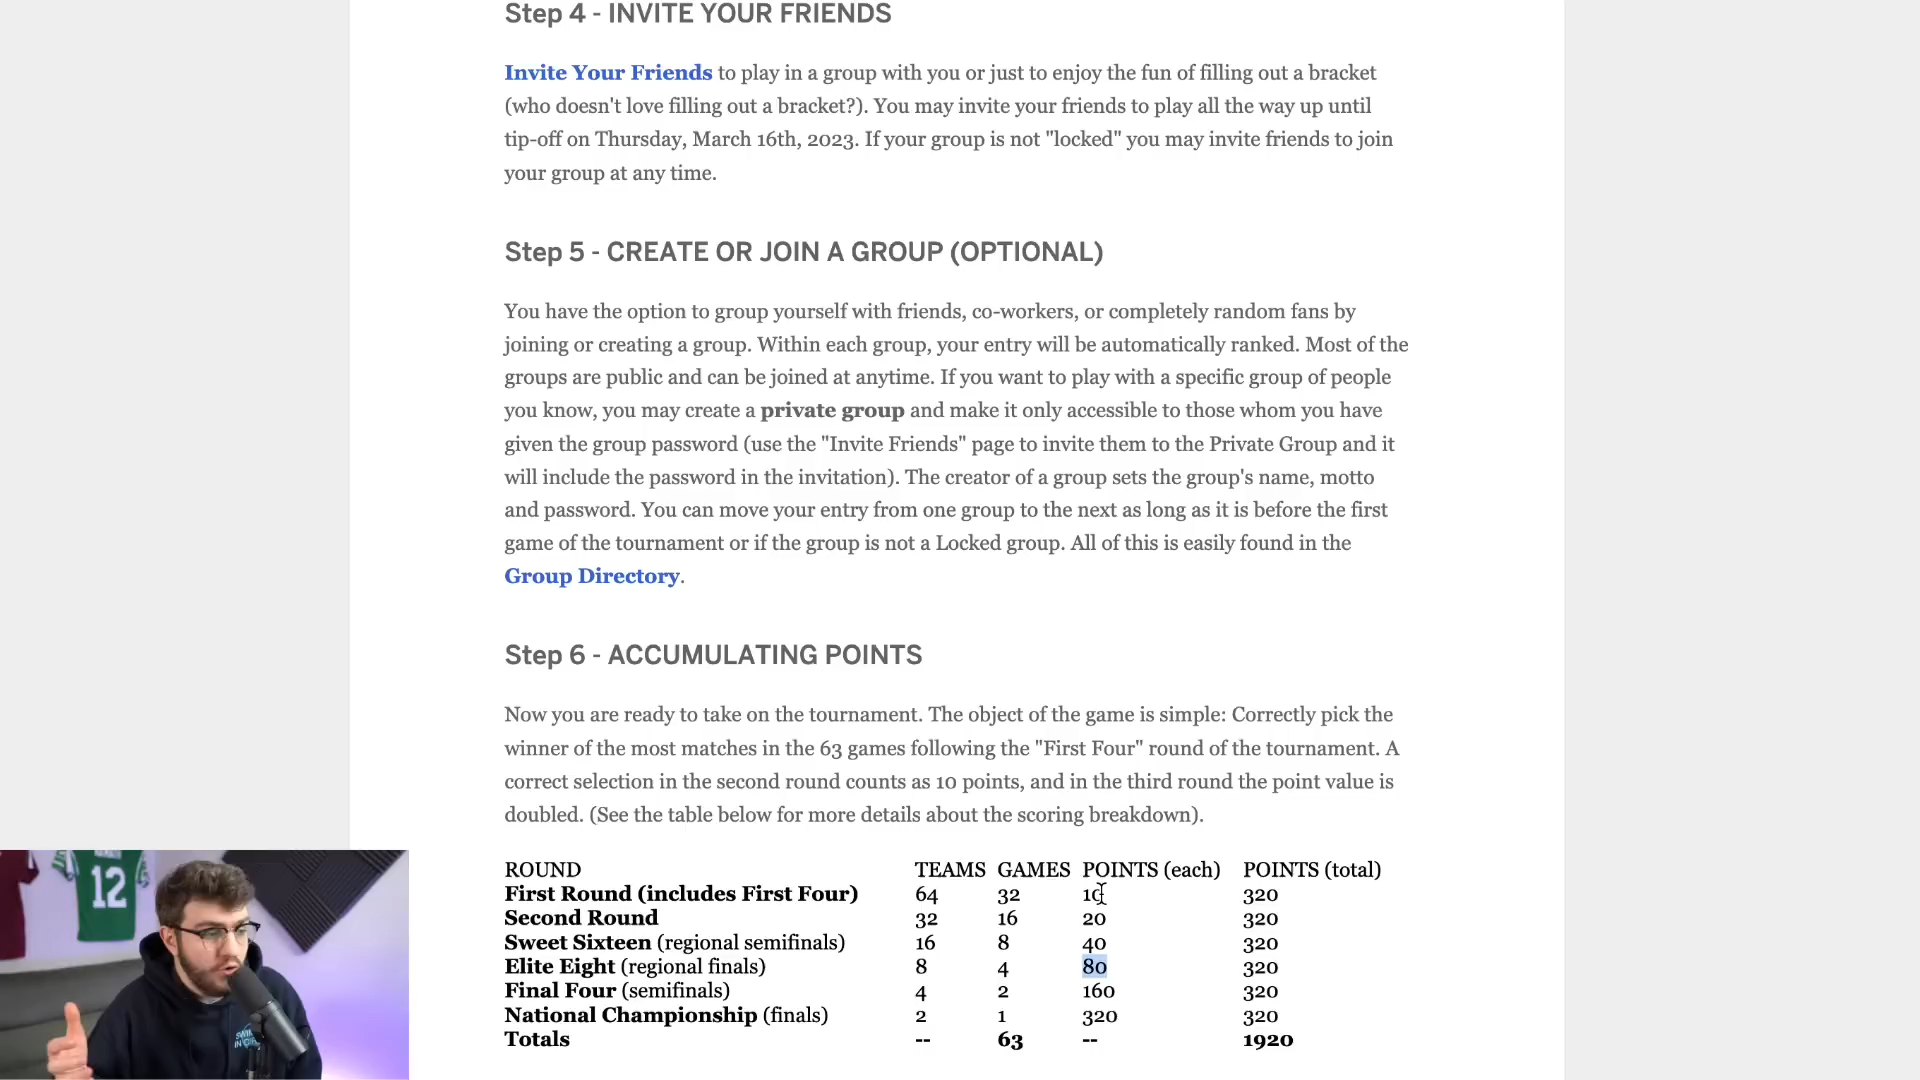 Step 4 - INVITE YOUR FRIENDS
Invite Your Friends to play in a group with you or just to enjoy the fun of filling out a bracket
(who doesn't love filling out a bracket?). You may invite your friends to play all the way up until
tip-off on Thursday, March 16th, 2023. If your group is not "locked" you may invite friends to join
your group at any time.
Step 5 - CREATE OR JOIN A GROUP (OPTIONAL)
You have the option to group yourself with friends, co-workers, or completely random fans by
joining or creating a group. Within each group, your entry will be automatically ranked. Most of the
groups are public and can be joined at anytime. If you want to play with a specific group of people
you know, you may create a private group and make it only accessible to those whom you have
given the group password (use the "Invite Friends" page to invite them to the Private Group and it
will include the password in the invitation). The creator of a group sets the group's name, motto
and password. You can move your entry from one group to the next as long as it is before the first
game of the tournament or if the group is not a Locked group. All of this is easily found in the
Group Directory.
Step 6 - ACCUMULATING POINTS
Now you are ready to take on the tournament. The object of the game is simple: Correctly pick the
winner of the most matches in the 63 games following the "First Four" round of the tournament. A
correct selection in the second round counts as 10 points, and in the third round the point value is
doubled. (See the table below for more details about the scoring breakdown).
ROUND TEAMS GAMES POINTS (each) POINTS (total)
First Round (includes First Four) 64 32 10 320
Second Round 32 16 20 320
Sweet Sixteen (regional semifinals) 16 8 40 320
Elite Eight (regional finals) 8 4 80 320
Final Four (semifinals) 4 2 160 320
National Championship (finals) 2 1 320 320
Totals -- 63 -- 1920
12